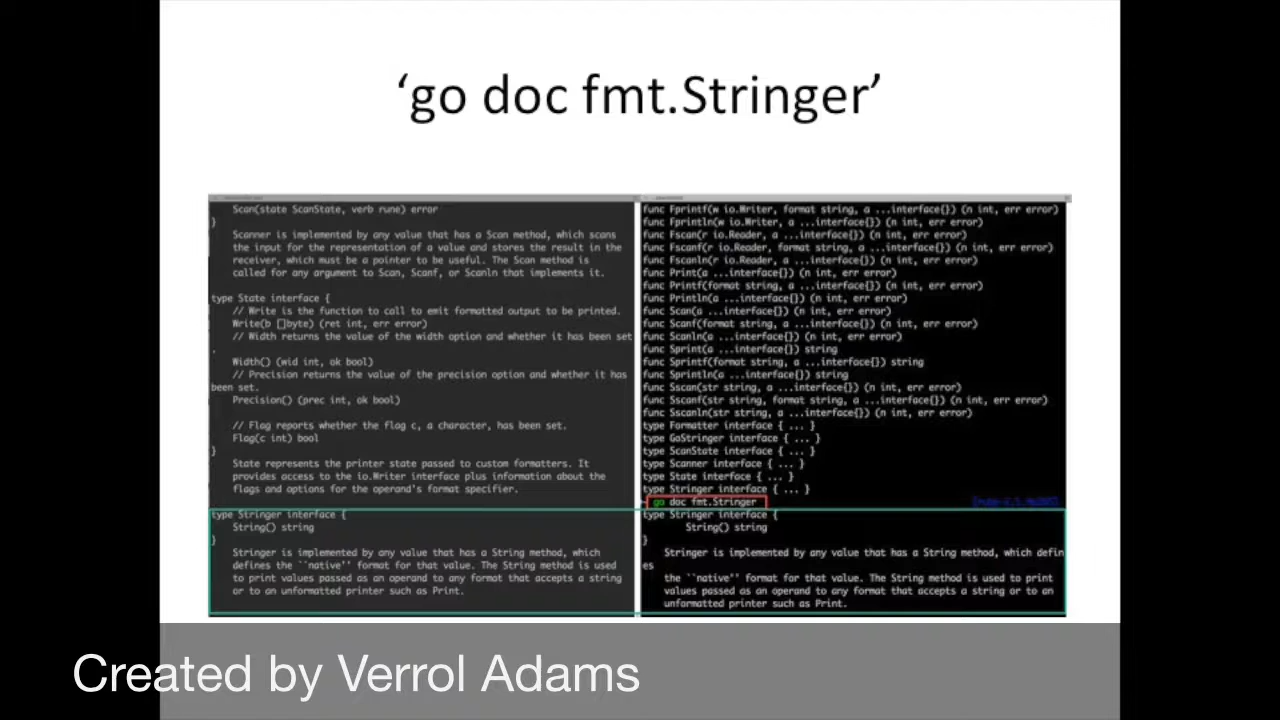 ‘go doc fmt.Stringer’
Scan(state ScanState, verb rune) error
}
Scanner is implemented by any value that has a Scan method, which scans
the input for the representation of a value and stores the result in the
receiver, which must be a pointer to be useful. The Scan method is
called for any argument to Scan, Scanf, or Scanln that implements it.
type State interface {
// Write is the function to call to emit formatted output to be printed.
Write(b []byte) (ret int, err error)
// Width returns the value of the width option and whether it has been set
.
Width() (wid int, ok bool)
// Precision returns the value of the precision option and whether it has
been set.
Precision() (prec int, ok bool)
// Flag reports whether the flag c, a character, has been set.
Flag(c int) bool
}
State represents the printer state passed to custom formatters. It
provides access to the io.Writer interface plus information about the
flags and options for the operand's format specifier.
type Stringer interface {
String() string
}
Stringer is implemented by any value that has a String method, which
defines the ``native'' format for that value. The String method is used
to print values passed as an operand to any format that accepts a string
or to an unformatted printer such as Print.
func Fprintf(w io.Writer, format string, a ...interface{}) (n int, err error)
func Fprintln(w io.Writer, a ...interface{}) (n int, err error)
func Fscan(r io.Reader, a ...interface{}) (n int, err error)
func Fscanf(r io.Reader, format string, a ...interface{}) (n int, err error)
func Fscanln(r io.Reader, a ...interface{}) (n int, err error)
func Print(a ...interface{}) (n int, err error)
func Printf(format string, a ...interface{}) (n int, err error)
func Println(a ...interface{}) (n int, err error)
func Scan(a ...interface{}) (n int, err error)
func Scanf(format string, a ...interface{}) (n int, err error)
func Scanln(a ...interface{}) (n int, err error)
func Sprint(a ...interface{}) string
func Sprintf(format string, a ...interface{}) string
func Sprintln(a ...interface{}) string
func Sscan(str string, a ...interface{}) (n int, err error)
func Sscanf(str string, format string, a ...interface{}) (n int, err error)
func Sscanln(str string, a ...interface{}) (n int, err error)
type Formatter interface { ... }
type GoStringer interface { ... }
type ScanState interface { ... }
type Scanner interface { ... }
type State interface { ... }
type Stringer interface { ... }
go doc fmt.Stringer
type Stringer interface {
String() string
}
Stringer is implemented by any value that has a String method, which defin
es
the ``native'' format for that value. The String method is used to print
values passed as an operand to any format that accepts a string or to an
unformatted printer such as Print.
Created by Verrol Adams